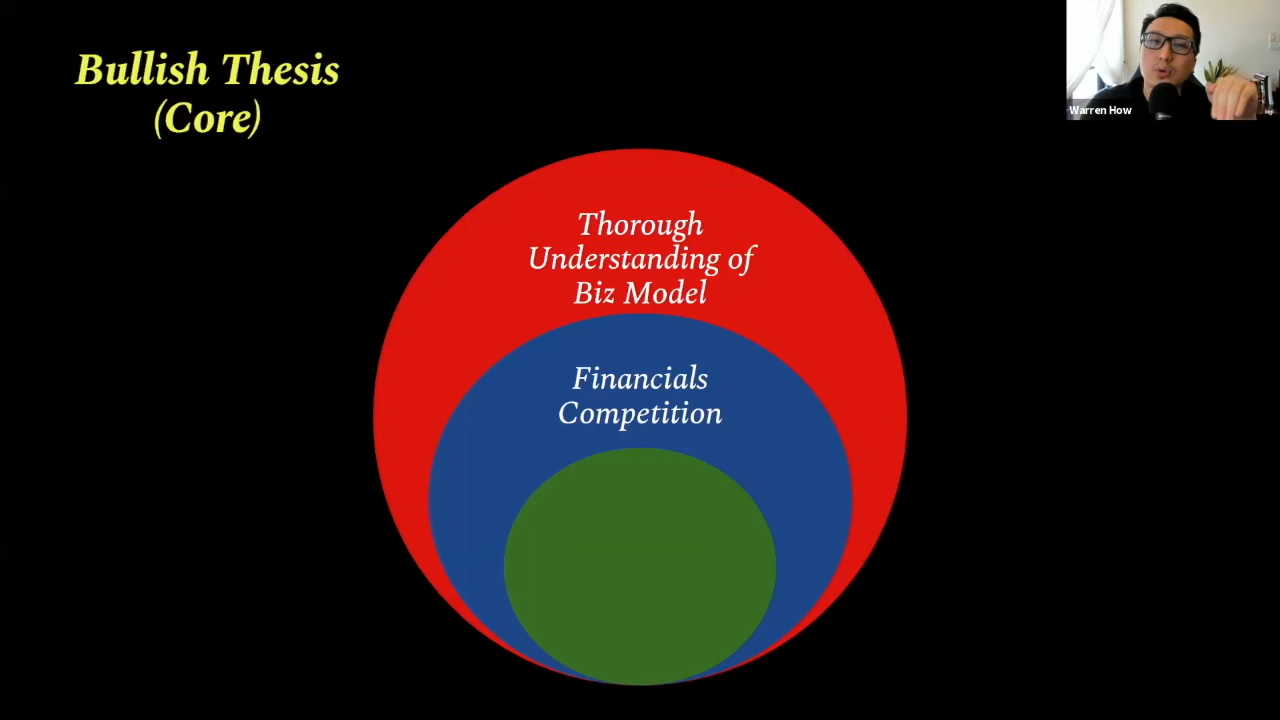 Bullish Thesis
(Core)
Warren How
Thorough
Understanding of
Biz Model
Financials
Competition